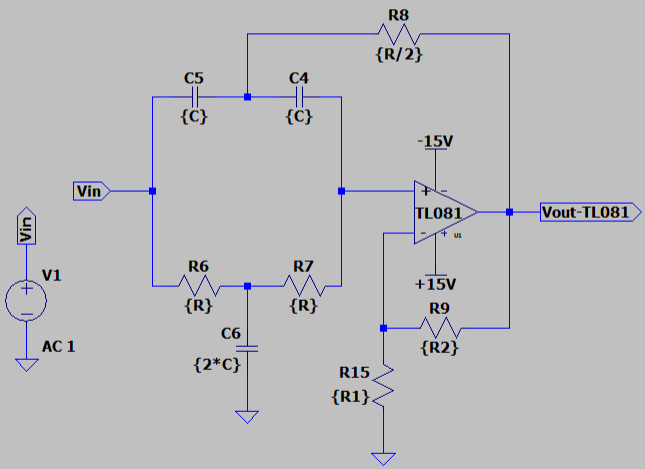 R8
{R/2}
C5
C4
{C}
{C}
-15V
Vin
+ -
TL081
Vout-TL081
- +
U1
Vin
V1
R6
R7
+15V
{R}
{R}
R9
C6
{R2}
AC 1
{2*C}
R15
{R1}